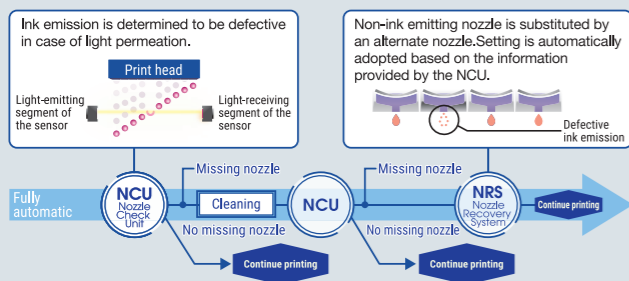 Ink emission is determined to be defective
in case of light permeation.
Print head
Light-emitting
segment of
the sensor
Light-receiving
segment of the
sensor
Non-ink emitting nozzle is substituted by
an alternate nozzle.Setting is automatically
adopted based on the information
provided by the NCU.
Defective
ink emission
Fully
automatic
NCU
Nozzle
Check
Unit
Missing nozzle
Cleaning
No missing nozzle
Continue printing
NCU
Missing nozzle
No missing nozzle
Continue printing
NRS
Nozzle
Recovery
System
Continue printing